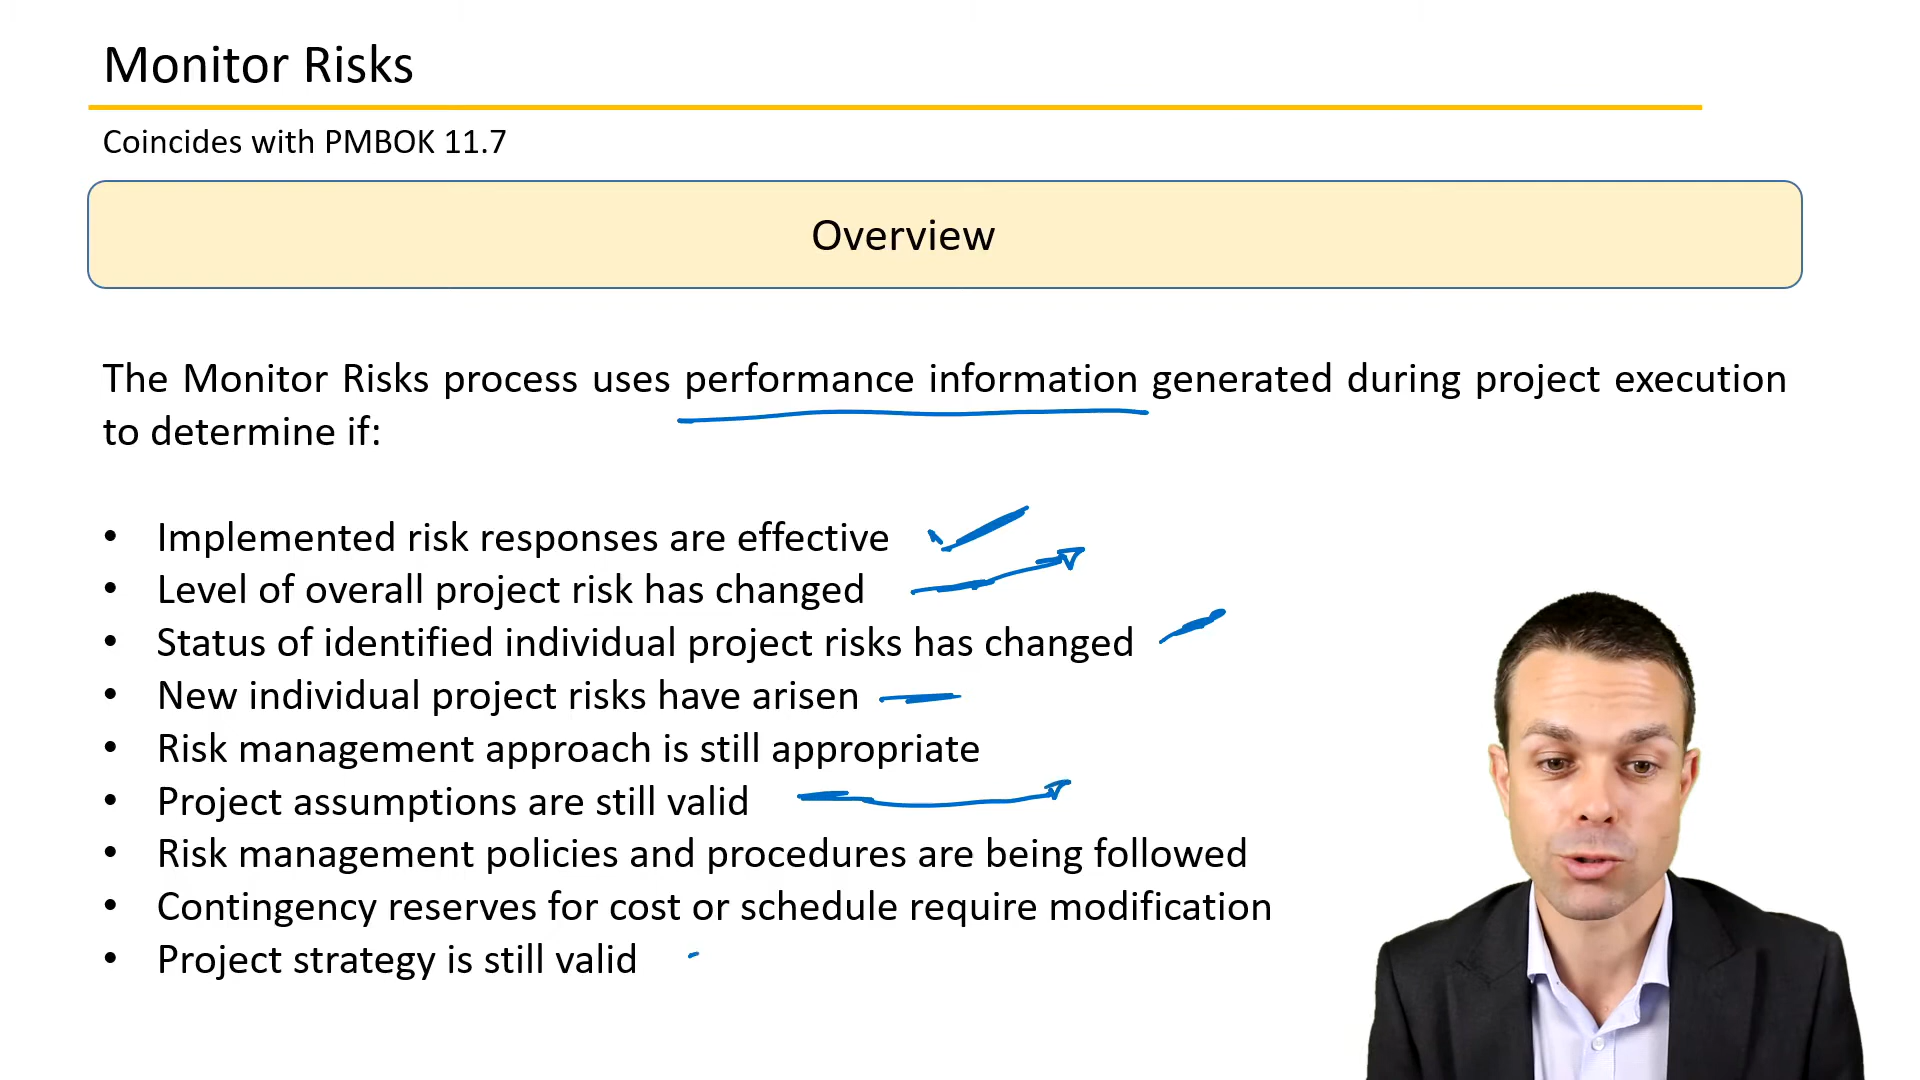 Monitor Risks
Coincides with PMBOK 11.7
Overview
The Monitor Risks process uses performance information generated during project execution
to determine if:
• Implemented risk responses are effective
• Level of overall project risk has changed
• Status of identified individual project risks has changed
• New individual project risks have arisen
• Risk management approach is still appropriate
• Project assumptions are still valid
• Risk management policies and procedures are being followed
• Contingency reserves for cost or schedule require modification
• Project strategy is still valid